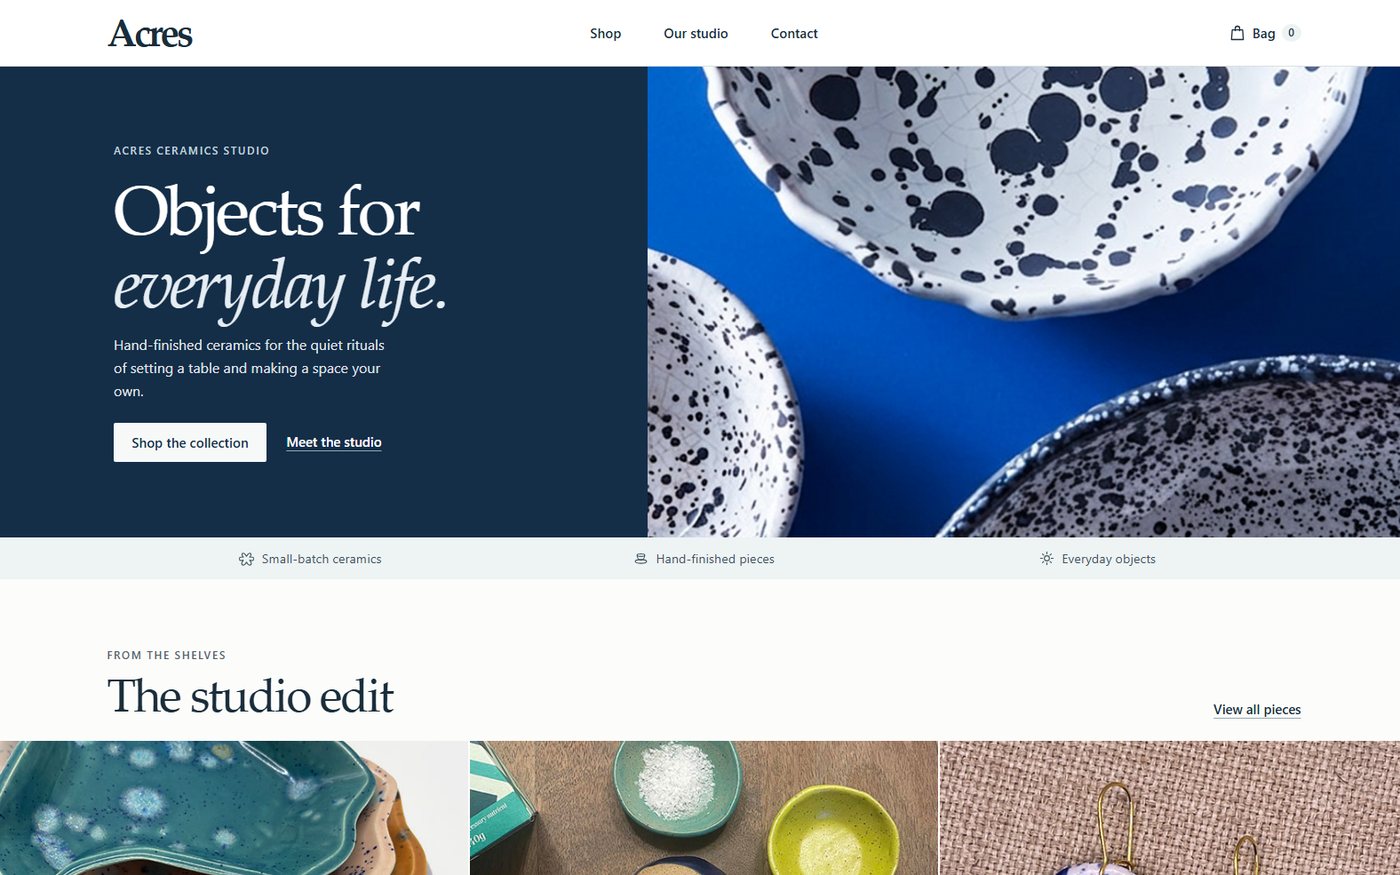 Acres
Shop
Our studio
Contact
Bag 0
ACRES CERAMICS STUDIO
Objects for
everyday life.
Hand-finished ceramics for the quiet rituals
of setting a table and making a space your
own.
Shop the collection
Meet the studio
Small-batch ceramics
Hand-finished pieces
Everyday objects
FROM THE SHELVES
The studio edit
View all pieces